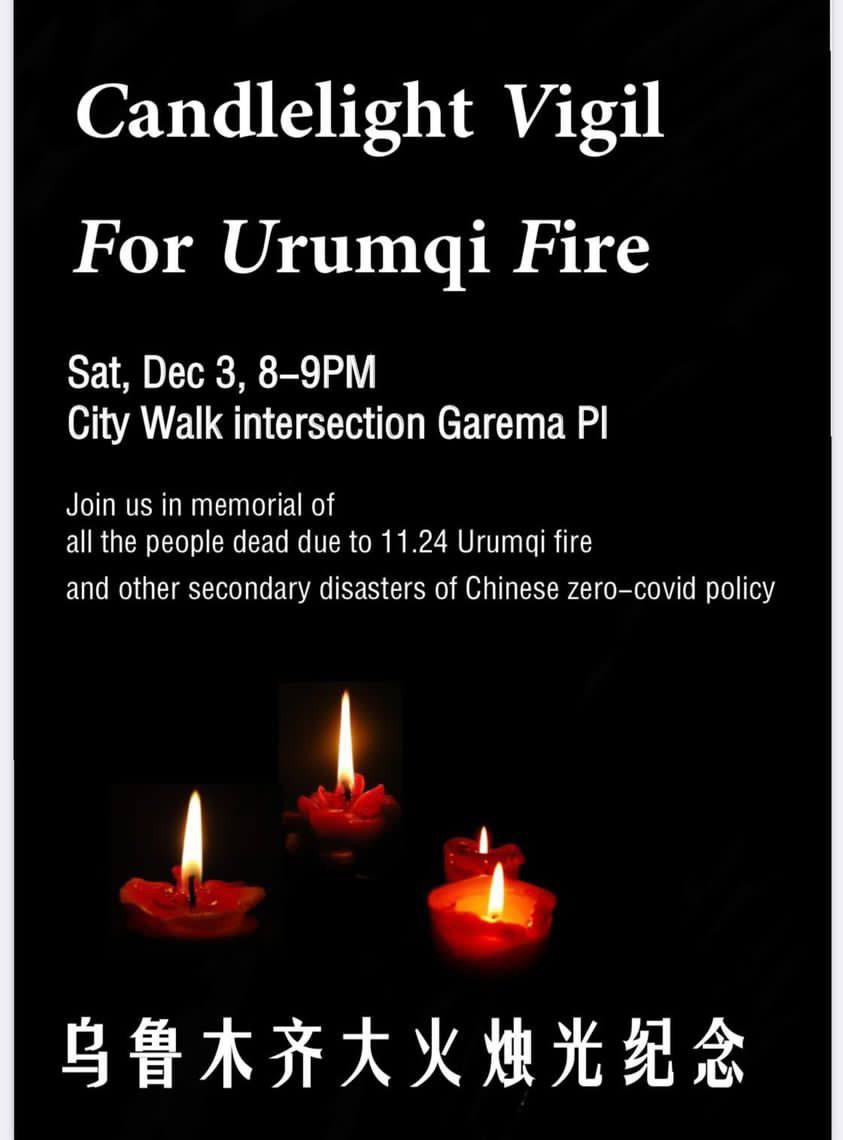 Candlelight Vigil
For Urumqi Fire
Sat, Dec 3, 8–9PM
City Walk intersection Garema Pl
Join us in memorial of
all the people dead due to 11.24 Urumqi fire
and other secondary disasters of Chinese zero–covid policy
乌鲁木齐大火烛光纪念